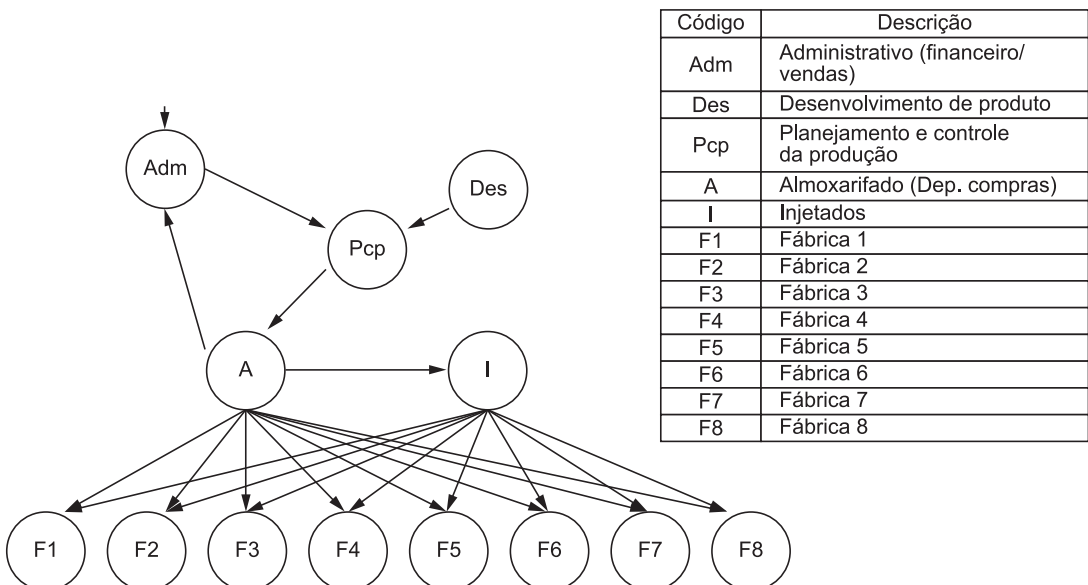 Adm
Des
Pcp
A
I
F1
F2
F3
F4
F5
F6
F7
F8
Código Descrição
Adm Administrativo (financeiro/
vendas)
Des Desenvolvimento de produto
Pcp Planejamento e controle
da produção
A Almoxarifado (Dep. compras)
I Injetados
F1 Fábrica 1
F2 Fábrica 2
F3 Fábrica 3
F4 Fábrica 4
F5 Fábrica 5
F6 Fábrica 6
F7 Fábrica 7
F8 Fábrica 8